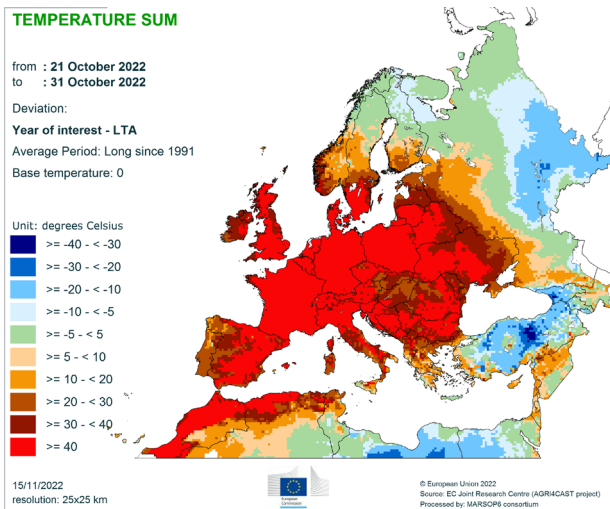 TEMPERATURE SUM
from : 21 October 2022
to : 31 October 2022
Deviation:
Year of interest - LTA
Average Period: Long since 1991
Base temperature: 0
Unit: degrees Celsius
>= -40 - < -30
>= -30 - < -20
>= -20 - < -10
>= -10 - < -5
>= -5 - < 5
>= 5 - < 10
>= 10 - < 20
>= 20 - < 30
>= 30 - < 40
>= 40
15/11/2022
resolution: 25x25 km
European
Commission
© European Union 2022
Source: EC Joint Research Centre (AGRI4CAST project)
Processed by: MARSOP6 consortium